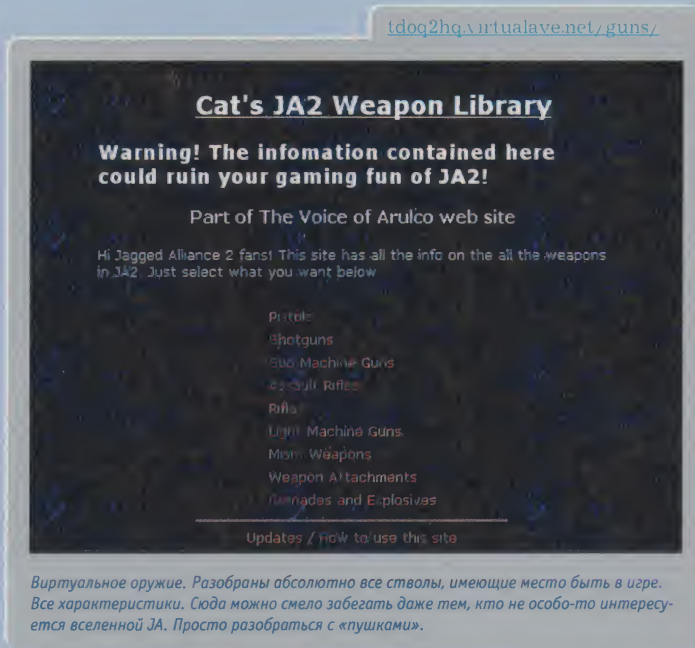 tdoq2hq.virtualave.net/guns/
Cat's JA2 Weapon Library
Warning! The infomation contained here
could ruin your gaming fun of JA2!
Part of The Voice of Arulco web site
Hi Jagged Alliance 2 fans! This site has all the info on the all the weapons
in JA2. Just select what you want below
Pistols
Shotguns
Sub Machine Guns
Assault Rifles
Rifle
Light Machine Guns
Misc Weapons
Weapon Attachments
Grenades and Explosives
Updates / How to use this site
Виртуальное оружие. Разобраны абсолютно все стволы, имеющие место быть в игре.
Все характеристики. Сюда можно смело забегать даже тем, кто не особо-то интересу-
ется вселенной JA. Просто разобраться с «пушками».